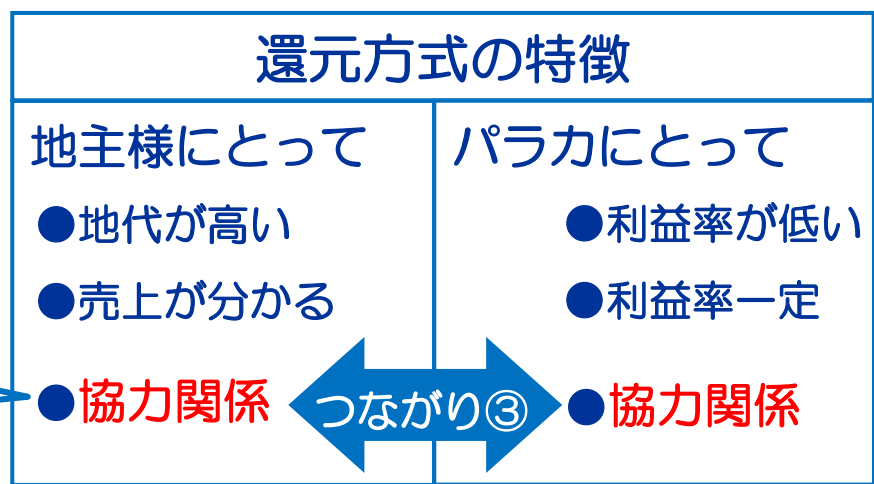 還元方式の特徴
地主様にとって
●地代が高い
●売上が分かる
●協力関係
つながり③
パラカにとって
●利益率が低い
●利益率一定
●協力関係